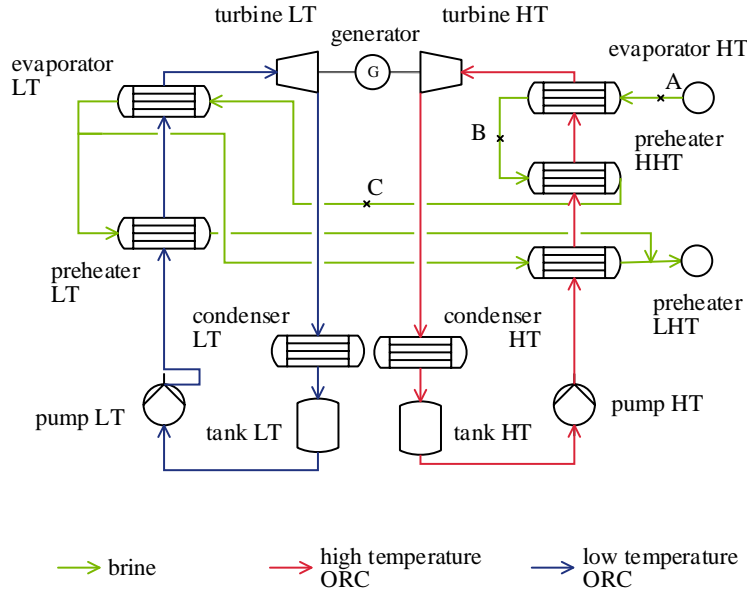 turbine LT
turbine HT
generator
evaporator
LT
evaporator HT
G
A
B
preheater
HHT
C
preheater
LT
preheater
LHT
condenser
LT
condenser
HT
pump LT
tank LT
tank HT
pump HT
brine
high temperature
ORC
low temperature
ORC